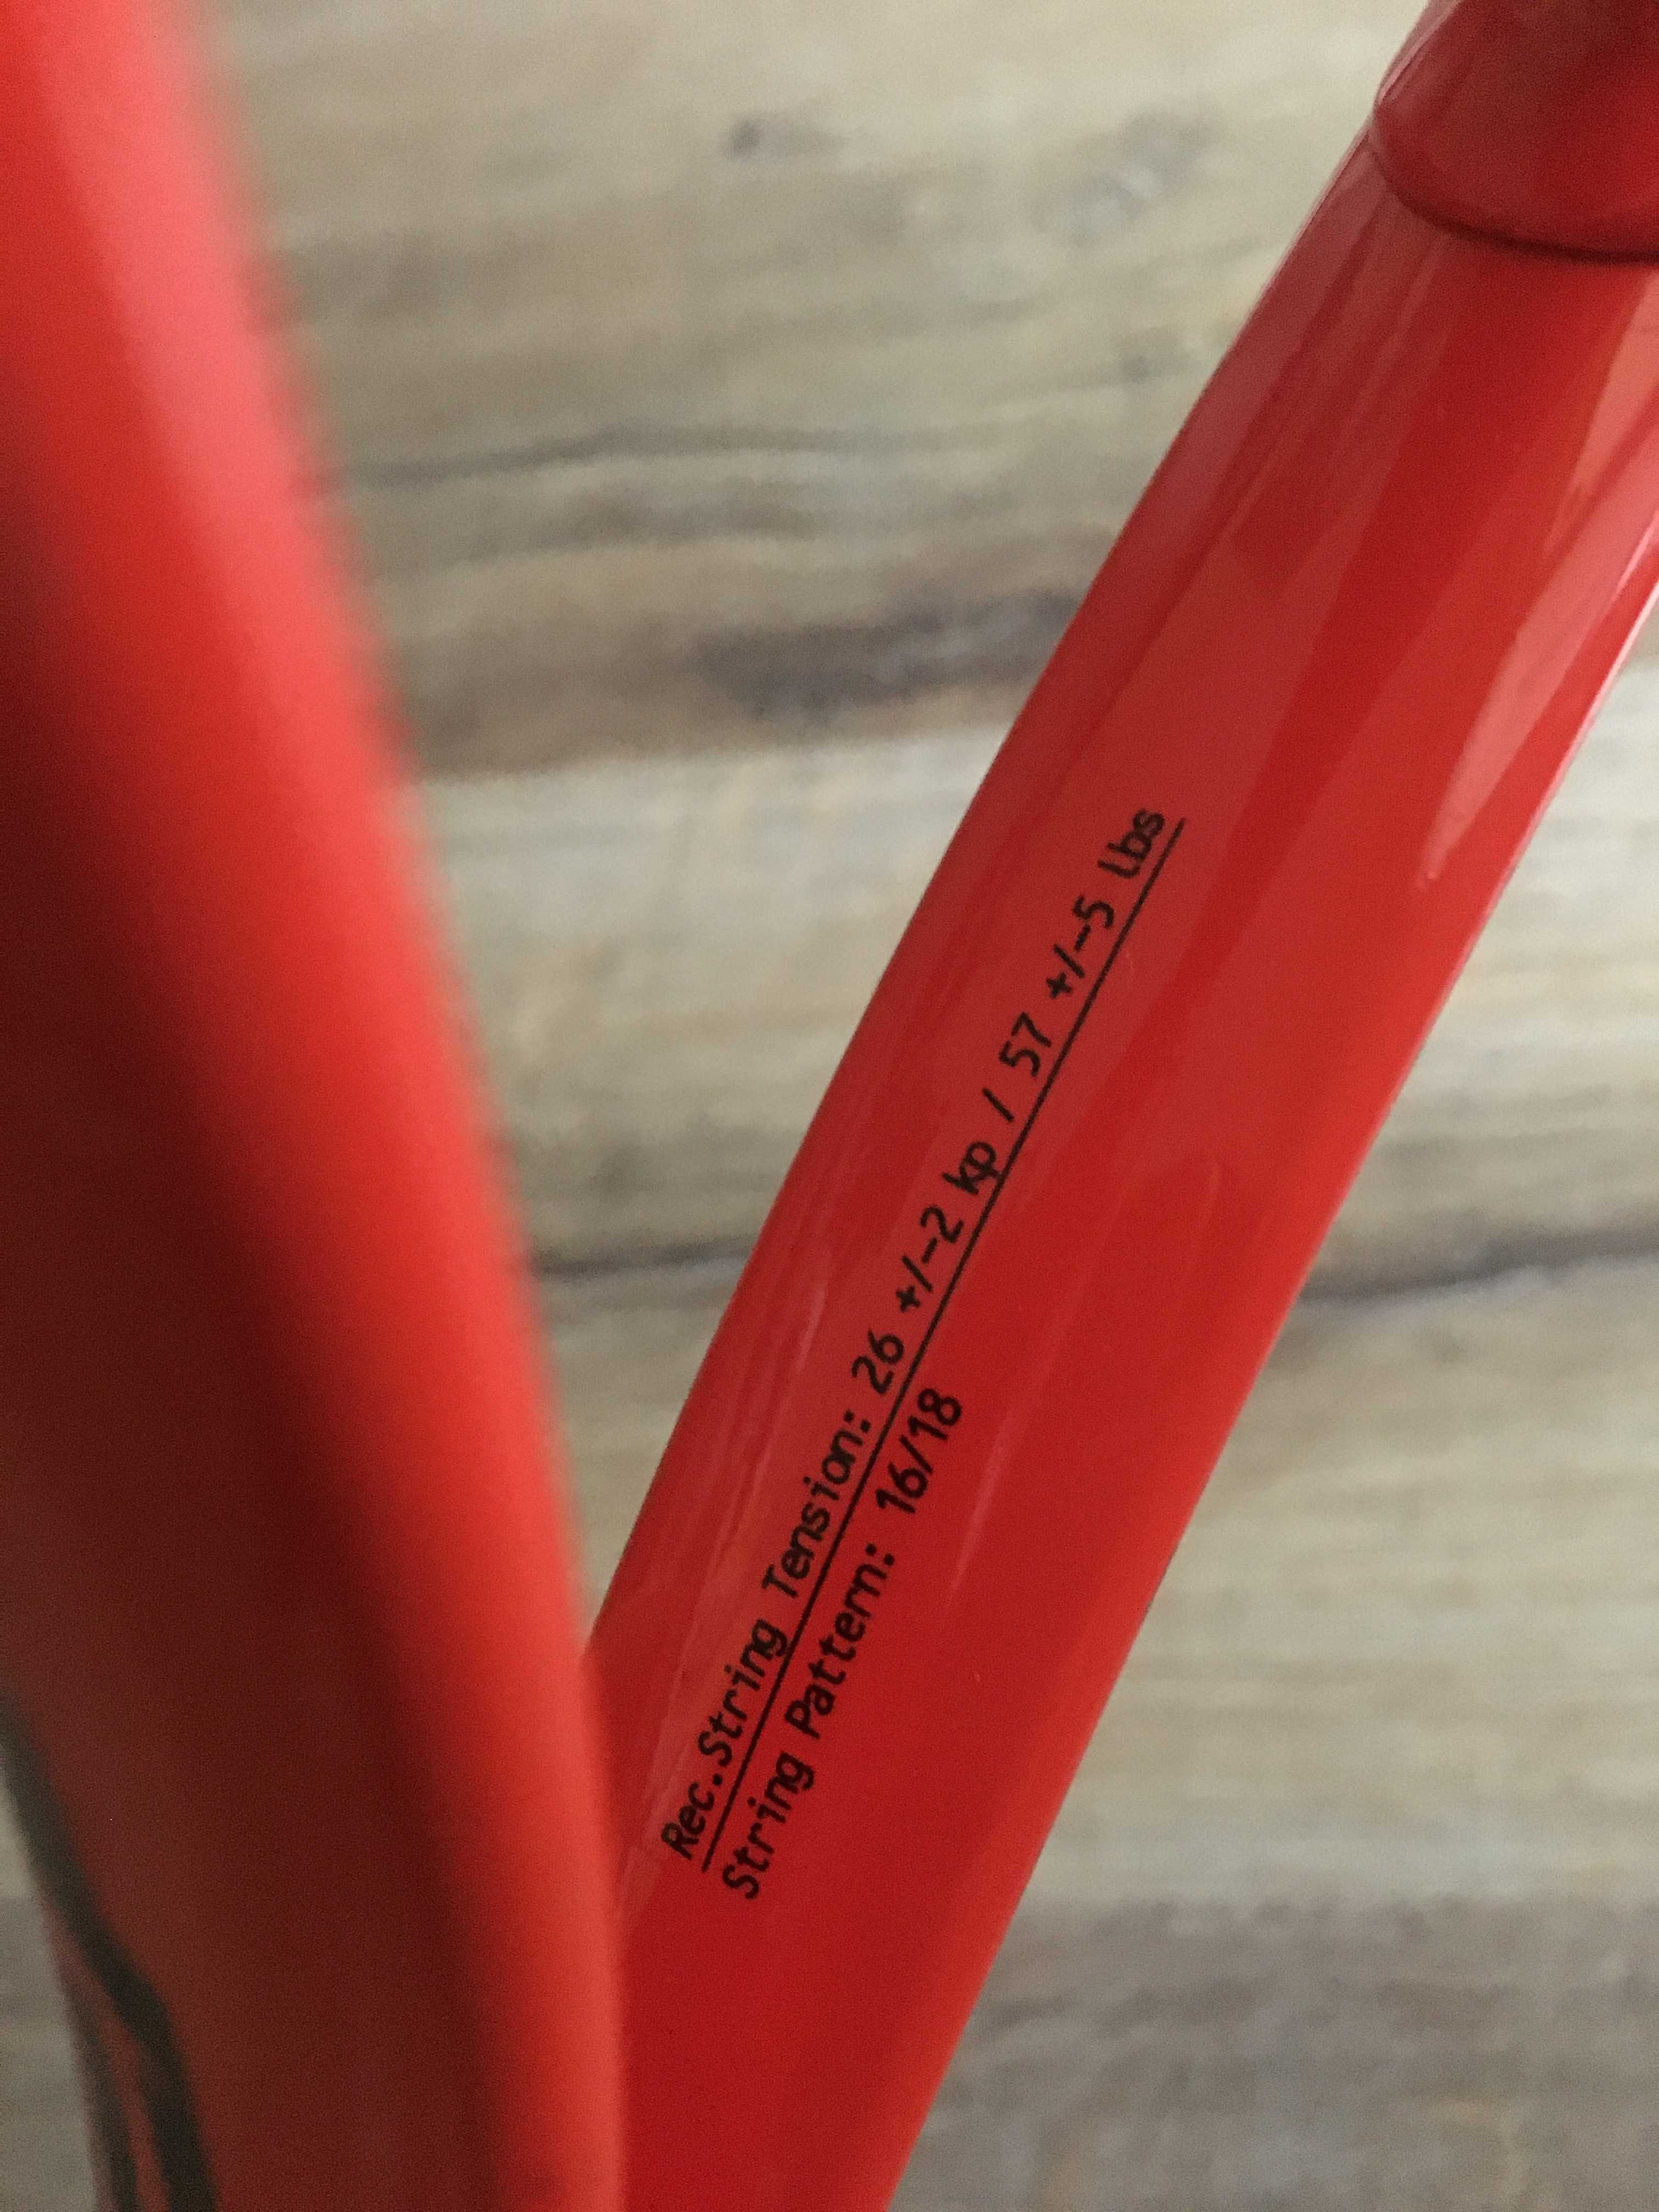 Rec.String Tension: 26 +/-2 kp / 57 +/-5 lbs
String Pattern: 16/18